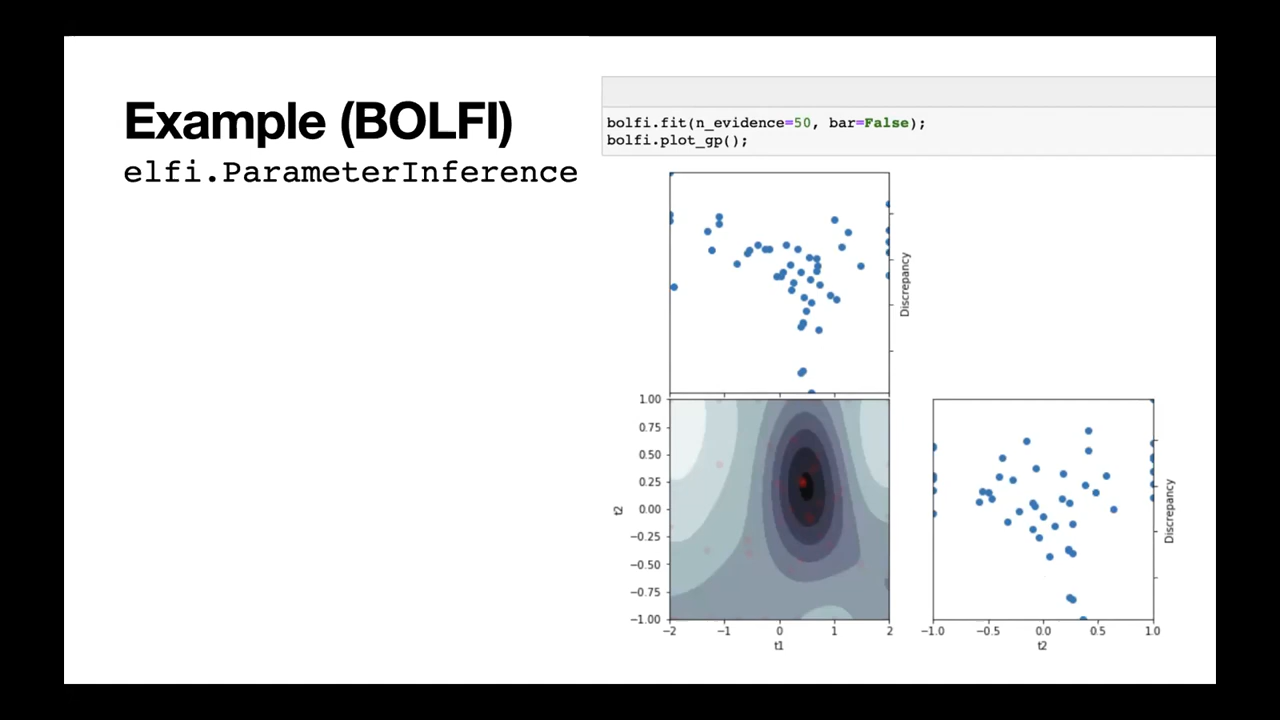 Example (BOLFI)
elfi.ParameterInference
bolfi.fit(n_evidence=50, bar=False);
bolfi.plot_gp();
Discrepancy
1.00
0.75
0.50
0.25
0.00
−0.25
−0.50
−0.75
−1.00
t2
−2
−1
0
1
2
t1
Discrepancy
−1.0
−0.5
0.0
0.5
1.0
t2